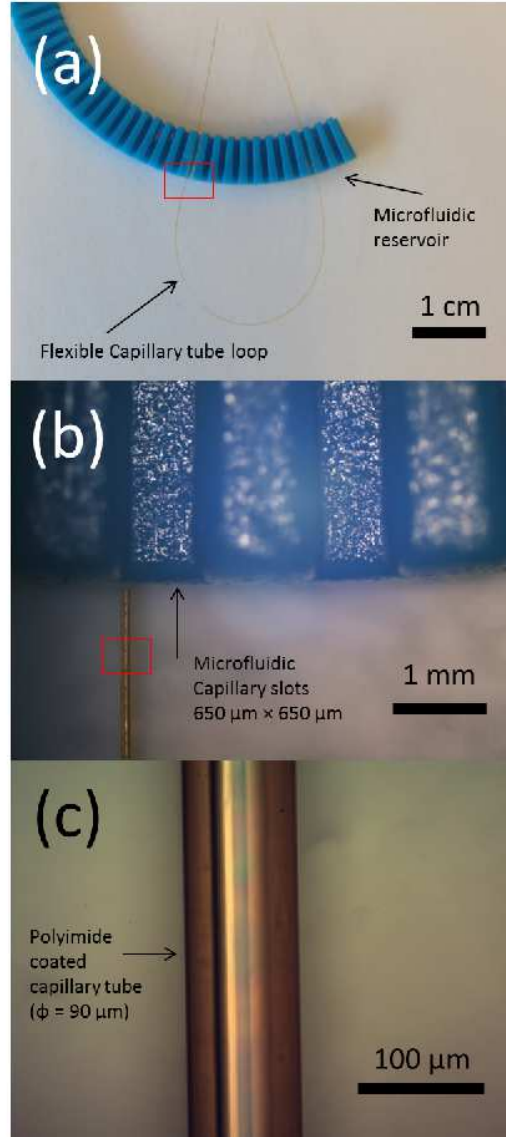 (a)
Microfluidic
reservoir
1 cm
Flexible Capillary tube loop
(b)
Microfluidic
Capillary slots
650 μm × 650 μm
1 mm
(c)
Polyimide
coated
capillary tube
(ϕ = 90 μm)
100 μm